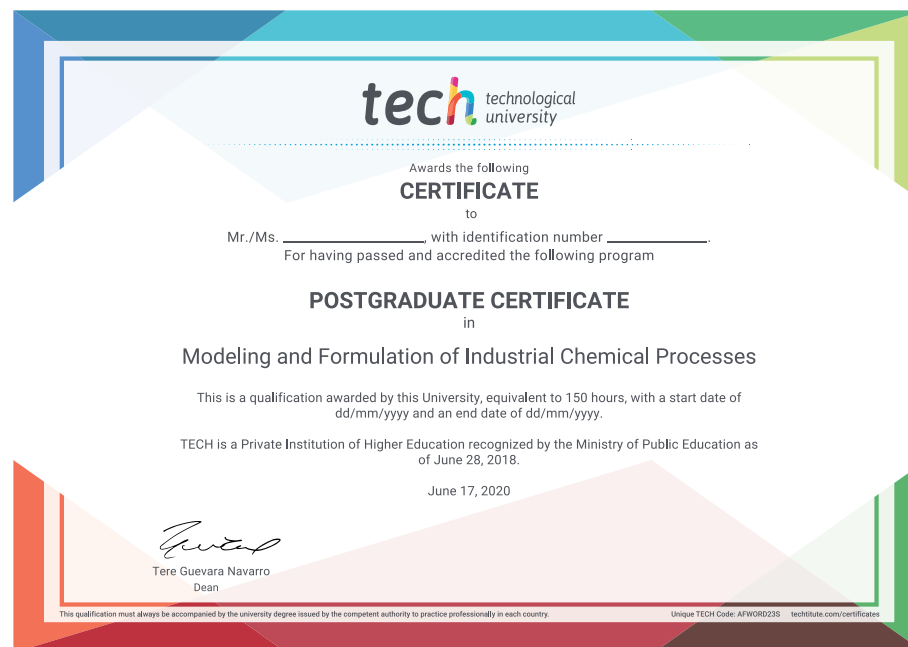 tech technological
university
Awards the following
CERTIFICATE
to
Mr./Ms. ____________________, with identification number ______________.
For having passed and accredited the following program
POSTGRADUATE CERTIFICATE
in
Modeling and Formulation of Industrial Chemical Processes
This is a qualification awarded by this University, equivalent to 150 hours, with a start date of
dd/mm/yyyy and an end date of dd/mm/yyyy.
TECH is a Private Institution of Higher Education recognized by the Ministry of Public Education as
of June 28, 2018.
June 17, 2020
Tere Guevara Navarro
Dean
This qualification must always be accompanied by the university degree issued by the competent authority to practice professionally in each country. Unique TECH Code: AFWORD23S techtitute.com/certificates